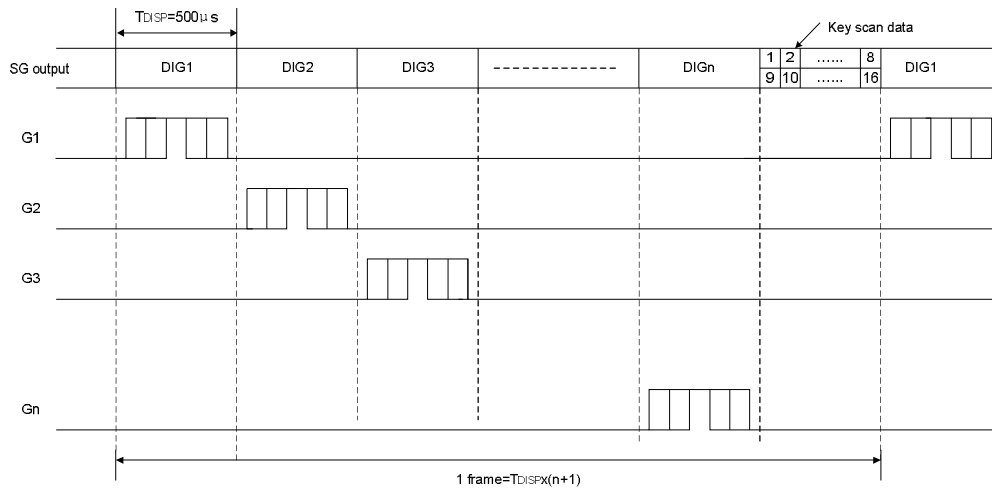 TDISP=500μs
Key scan data
SG output DIG1 DIG2 DIG3 DIGn 1 2 ...... 8 DIG1
9 10 ...... 16
G1
G2
G3
Gn
1 frame=TDISPx(n+1)